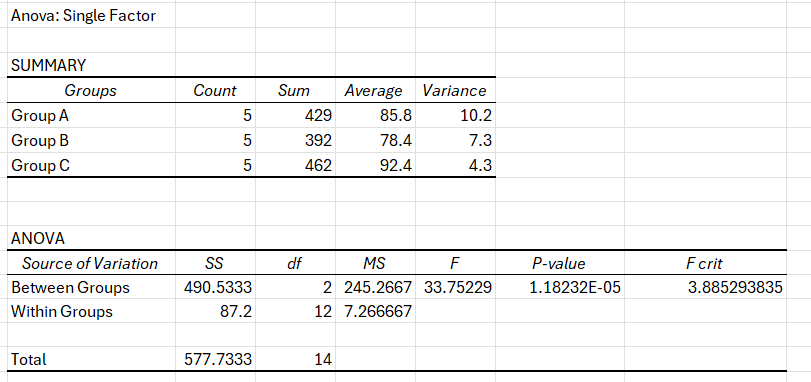 Anova: Single Factor
SUMMARY
Groups Count Sum Average Variance
Group A 5 429 85.8 10.2
Group B 5 392 78.4 7.3
Group C 5 462 92.4 4.3
ANOVA
Source of Variation SS df MS F P-value F crit
Between Groups 490.5333 2 245.2667 33.75229 1.18232E-05 3.885293835
Within Groups 87.2 12 7.266667
Total 577.7333 14